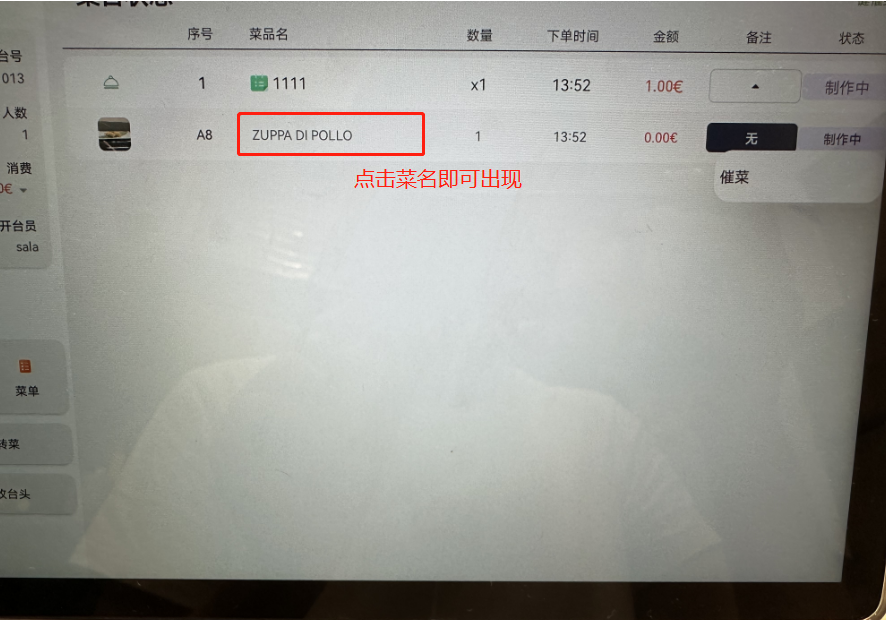 序号 菜品名 数量 下单时间 金额 备注 状态
台号
013
人数
1
消费
0€
开台员
sala
1 1111 x1 13:52 1.00€ 制作中
A8 ZUPPA DI POLLO 1 13:52 0.00€ 无 制作中
催菜
点击菜名即可出现
菜单
转菜
改台头